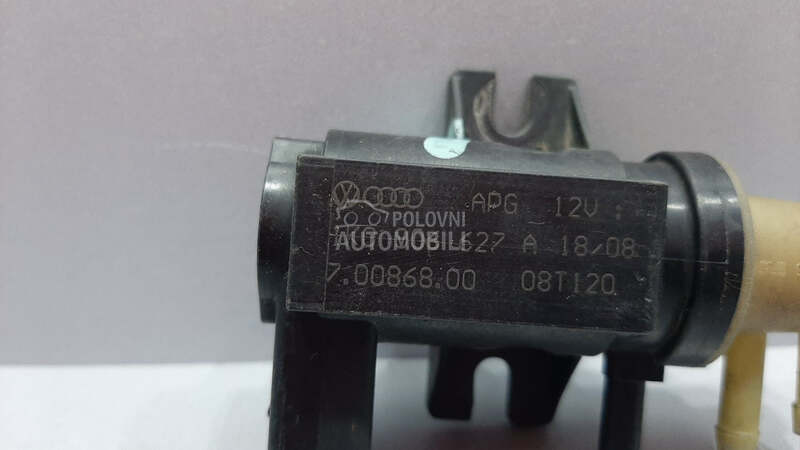 APG 12V :
POLOVNI
AUTOMOBILI
627 A 18/08
7.00868.00 08T120